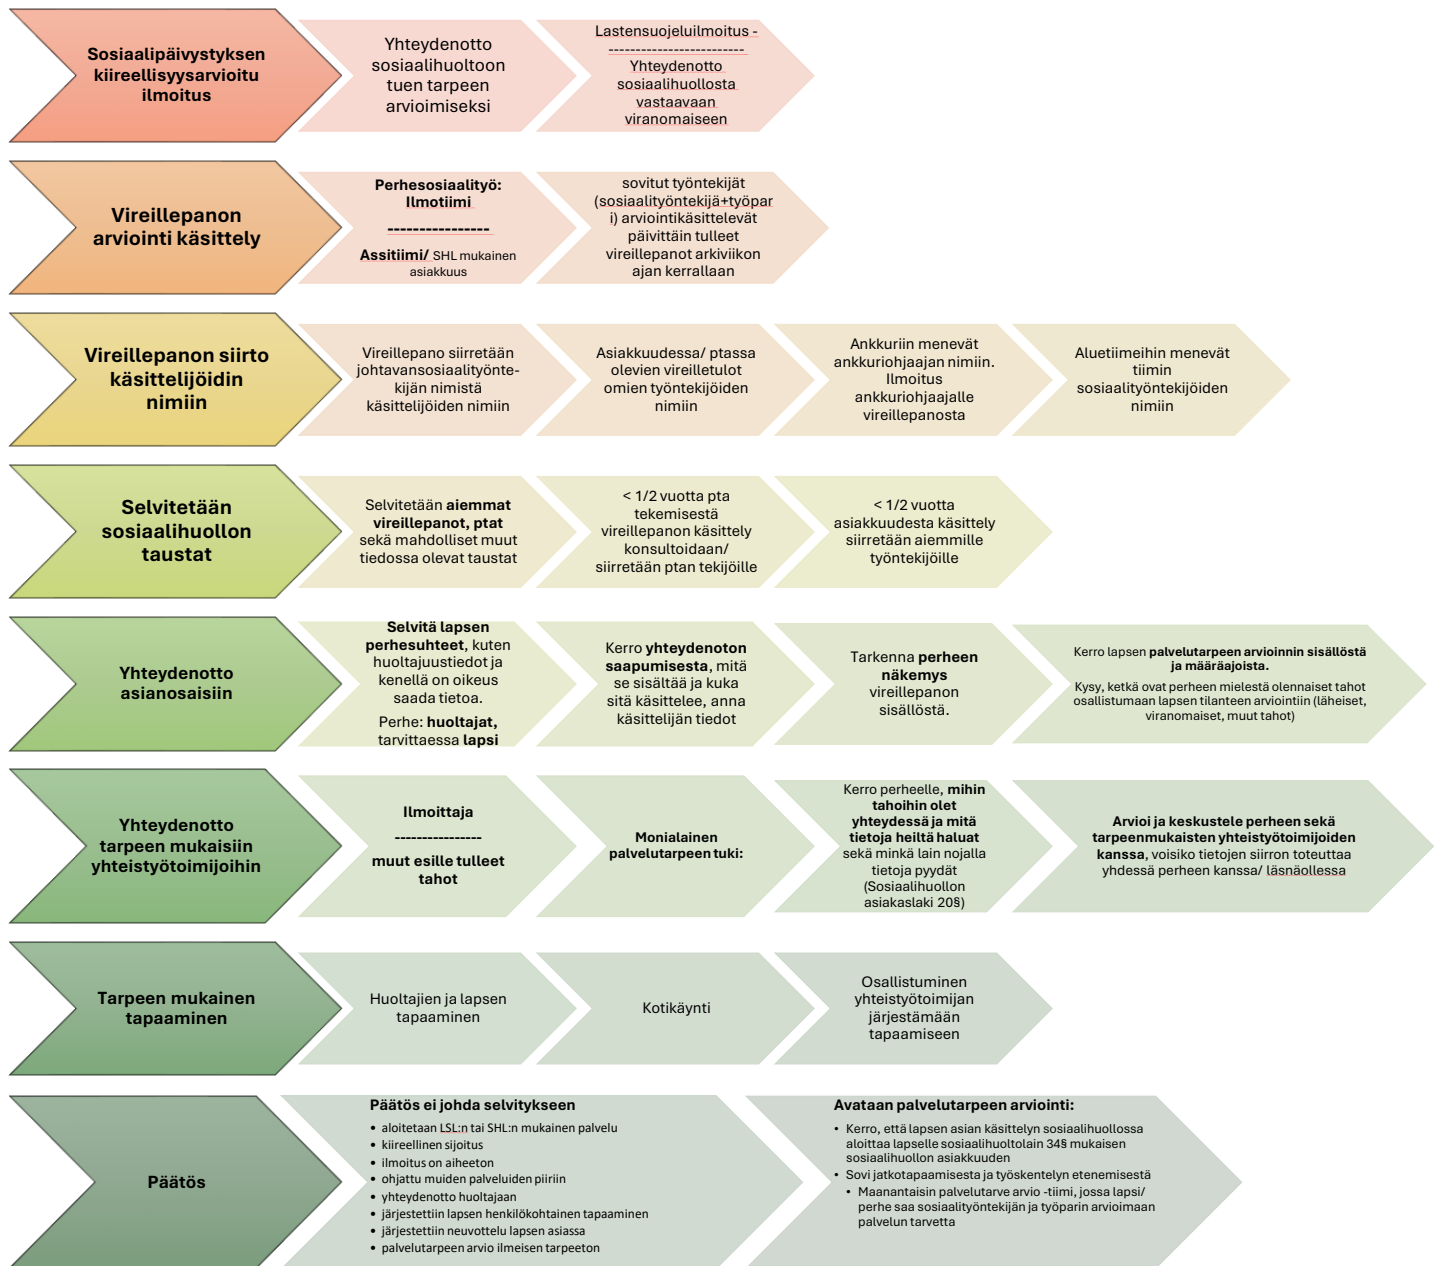 Sosiaalipäivystyksen
kiireellisyysarvioitu
ilmoitus
Yhteydenotto
sosiaalihuoltoon
tuen tarpeen
arvioimiseksi
Lastensuojeluilmoitus -
-------------------------
Yhteydenotto
sosiaalihuollosta
vastaavaan
viranomaiseen
Vireillepanon
arviointi käsittely
Perhesosiaalityö:
Ilmotiimi
----------------
Assitiimi/ SHL mukainen
asiakkuus
sovitut työntekijät
(sosiaalityöntekijä+työpar
i) arviointikäsittelevät
päivittäin tulleet
vireillepanot arkiviikon
ajan kerrallaan
Vireillepanon siirto
käsittelijöidin
nimiin
Vireillepano siirretään
johtavansosiaalityönte-
kijän nimistä
käsittelijöiden nimiin
Asiakkuudessa/ ptassa
olevien virelletulot
omien työntekijöiden
nimiin
Ankkuriin menevät
ankkuriohjaajan nimiin.
Ilmoitus
ankkuriohjaajalle
vireillepanosta
Aluetiimeihin menevät
tiimin
sosiaalityöntekijöiden
nimiin
Selvitetään
sosiaalihuollon
taustat
Selvitetään aiemmat
vireillepanot, ptat
sekä mahdolliset muut
tiedossa olevat taustat
< 1/2 vuotta pta
tekemisestä
vireillepanon käsittely
konsultoidaan/
siirretään ptan tekijöille
< 1/2 vuotta
asiakkuudesta käsittely
siirretään aiemmille
työntekijöille
Yhteydenotto
asianosaisiin
Selvitä lapsen
perhesuhteet, kuten
huoltajuustiedot ja
kenellä on oikeus
saada tietoa.
Perhe: huoltajat,
tarvittaessa lapsi
Kerro yhteydenoton
saapumisesta, mitä
se sisältää ja kuka
sitä käsittelee, anna
käsittelijän tiedot
Tarkenna perheen
näkemys
vireillepanon
sisällöstä.
Kerro lapsen palvelutarpeen arvioinnin sisällöstä
ja määräajoista.
Kysy, ketkä ovat perheen mielestä olennaiset tahot
osallistumaan lapsen tilanteen arviointiin (läheiset,
viranomaiset, muut tahot)
Yhteydenotto
tarpeen mukaisiin
yhteistyötoimijoihin
Ilmoittaja
----------------
muut esille tulleet
tahot
Monialainen
palvelutarpeen tuki:
Kerro perheelle, mihin
tahoihin olet
yhteydessä ja mitä
tietoja heiltä haluat
sekä minkä lain nojalla
tietoja pyydät
(Sosiaalihuollon
asiakaslaki 20§)
Arvioi ja keskustele perheen sekä
tarpeenmukaisten yhteistyötoimijoiden
kanssa, voisiko tietojen siirron toteuttaa
yhdessä perheen kanssa/ läsnäollessa
Tarpeen mukainen
tapaaminen
Huoltajien ja lapsen
tapaaminen
Kotikäynti
Osallistuminen
yhteistyötoimijan
järjestämään
tapaamiseen
Päätös
Päätös ei johda selvitykseen
• aloitetaan LSL:n tai SHL:n mukainen palvelu
• kiireellinen sijoitus
• ilmoitus on aiheeton
• ohjattu muiden palveluiden piiriin
• yhteydenotto huoltajaan
• järjestettiin lapsen henkilökohtainen tapaaminen
• järjestettiin neuvottelu lapsen asiassa
• palvelutarpeen arvio ilmeisen tarpeeton
Avataan palvelutarpeen arviointi:
• Kerro, että lapsen asian käsittelyn sosiaalihuollossa
aloittaa lapselle sosiaalihuoltolain 34§ mukaisen
sosiaalihuollon asiakkuuden
• Sovi jatkotapaamisesta ja työskentelyn etenemisestä
• Maanantaisin palvelutarve arvio -tiimi, jossa lapsi/
perhe saa sosiaalityöntekijän ja työparin arvioimaan
palvelun tarvetta